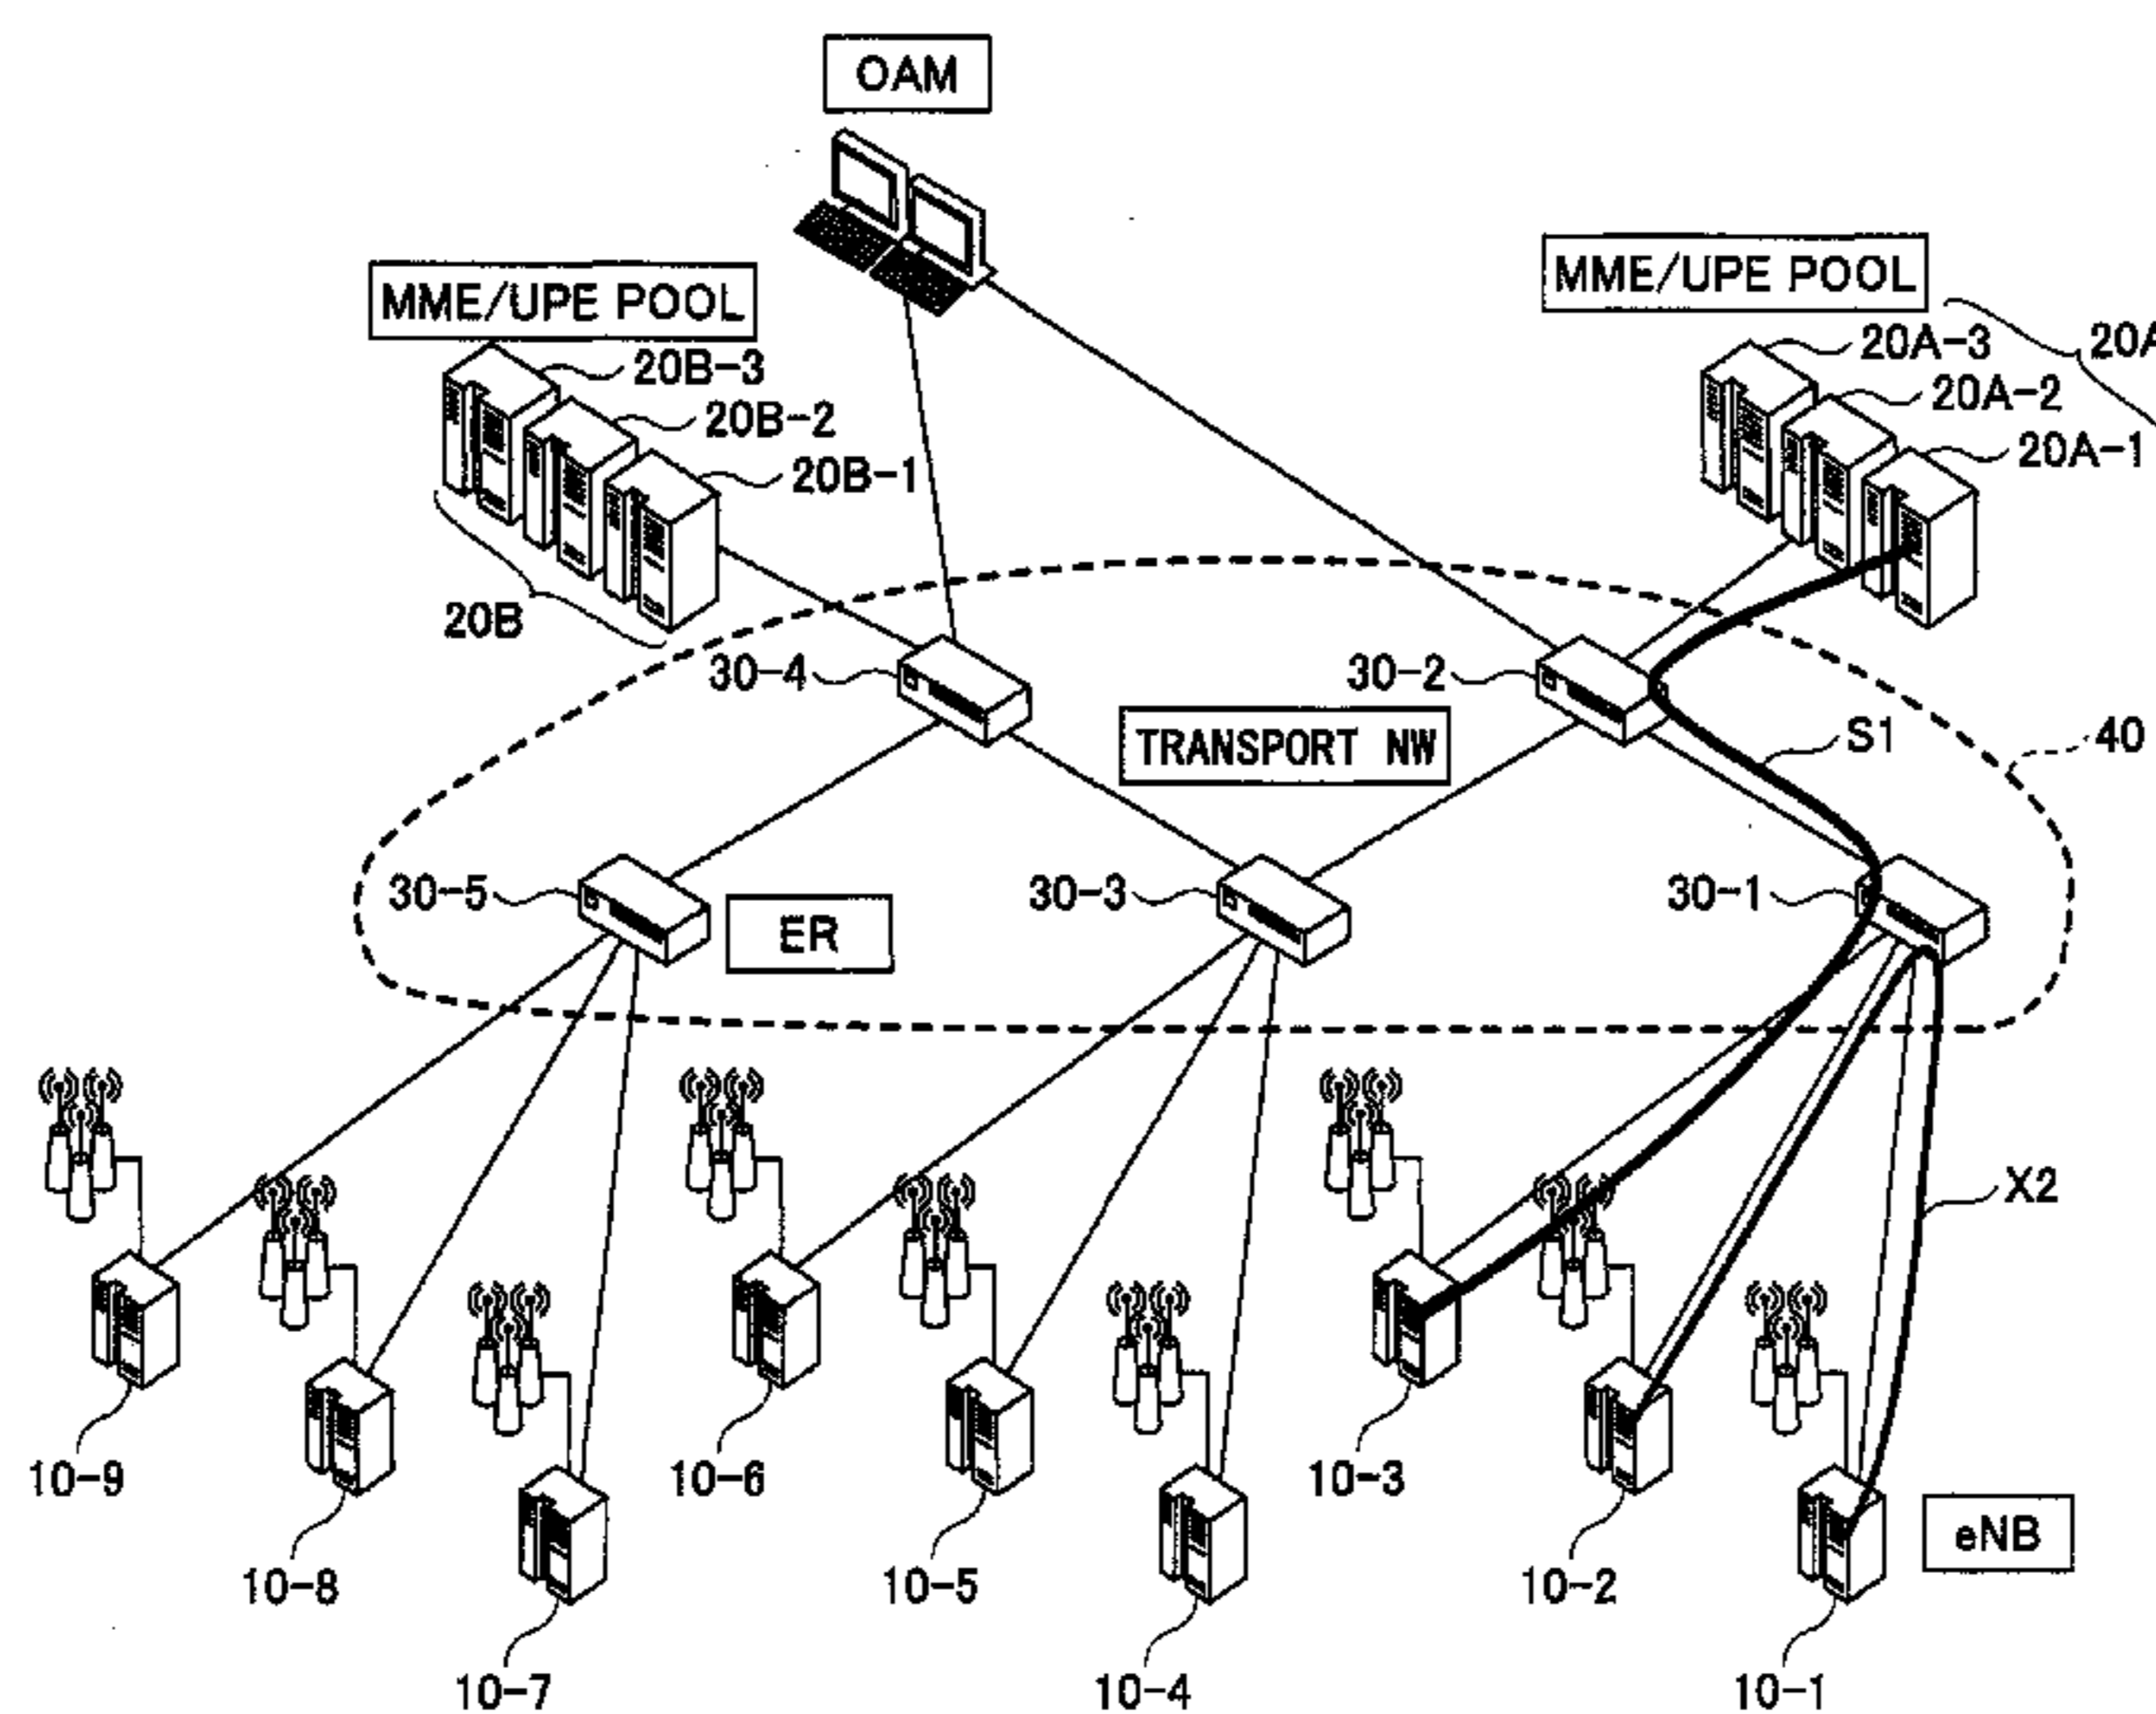 OAM
MME/UPE POOL
MME/UPE POOL
20B-3
20A-3
20A
20B-2
20A-2
20B-1
20A-1
20B
30-4
30-2
TRANSPORT NW
S1
40
30-5
ER
30-3
30-1
X2
10-9
10-6
10-3
eNB
10-8
10-5
10-2
10-7
10-4
10-1